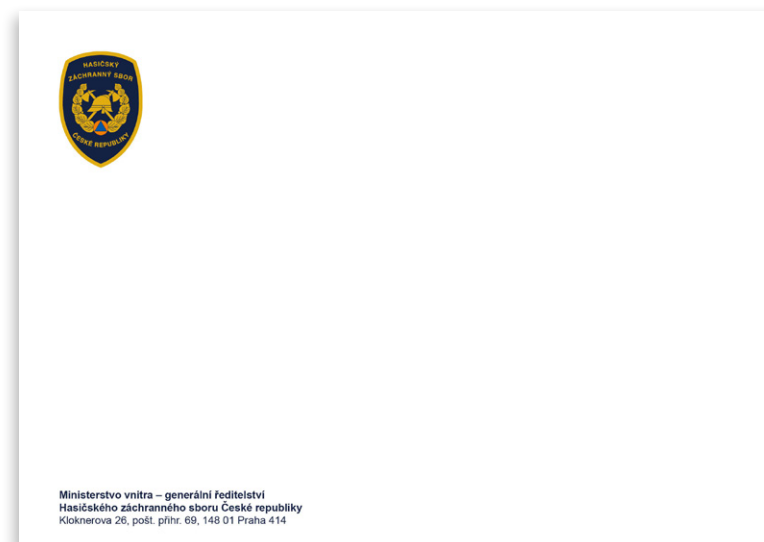 HASIČSKÝ
ZÁCHRANNÝ SBOR
ČESKÉ REPUBLIKY
Ministerstvo vnitra – generální ředitelství
Hasičského záchranného sboru České republiky
Kloknerova 26, pošt. přihr. 69, 148 01 Praha 414